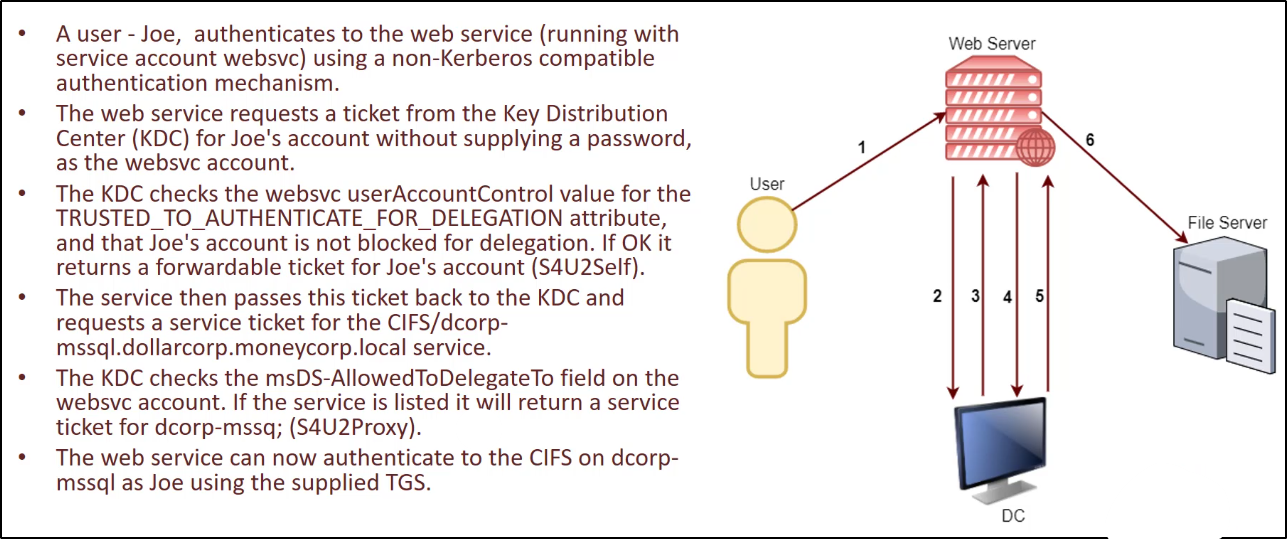 • A user - Joe,  authenticates to the web service (running with
service account websvc) using a non-Kerberos compatible
authentication mechanism.
• The web service requests a ticket from the Key Distribution
Center (KDC) for Joe's account without supplying a password,
as the websvc account.
• The KDC checks the websvc userAccountControl value for the
TRUSTED_TO_AUTHENTICATE_FOR_DELEGATION attribute,
and that Joe's account is not blocked for delegation. If OK it
returns a forwardable ticket for Joe's account (S4U2Self).
• The service then passes this ticket back to the KDC and
requests a service ticket for the CIFS/dcorp-
mssql.dollarcorp.moneycorp.local service.
• The KDC checks the msDS-AllowedToDelegateTo field on the
websvc account. If the service is listed it will return a service
ticket for dcorp-mssq; (S4U2Proxy).
• The web service can now authenticate to the CIFS on dcorp-
mssql as Joe using the supplied TGS.
Web Server
1
6
User
File Server
2
3
4
5
DC